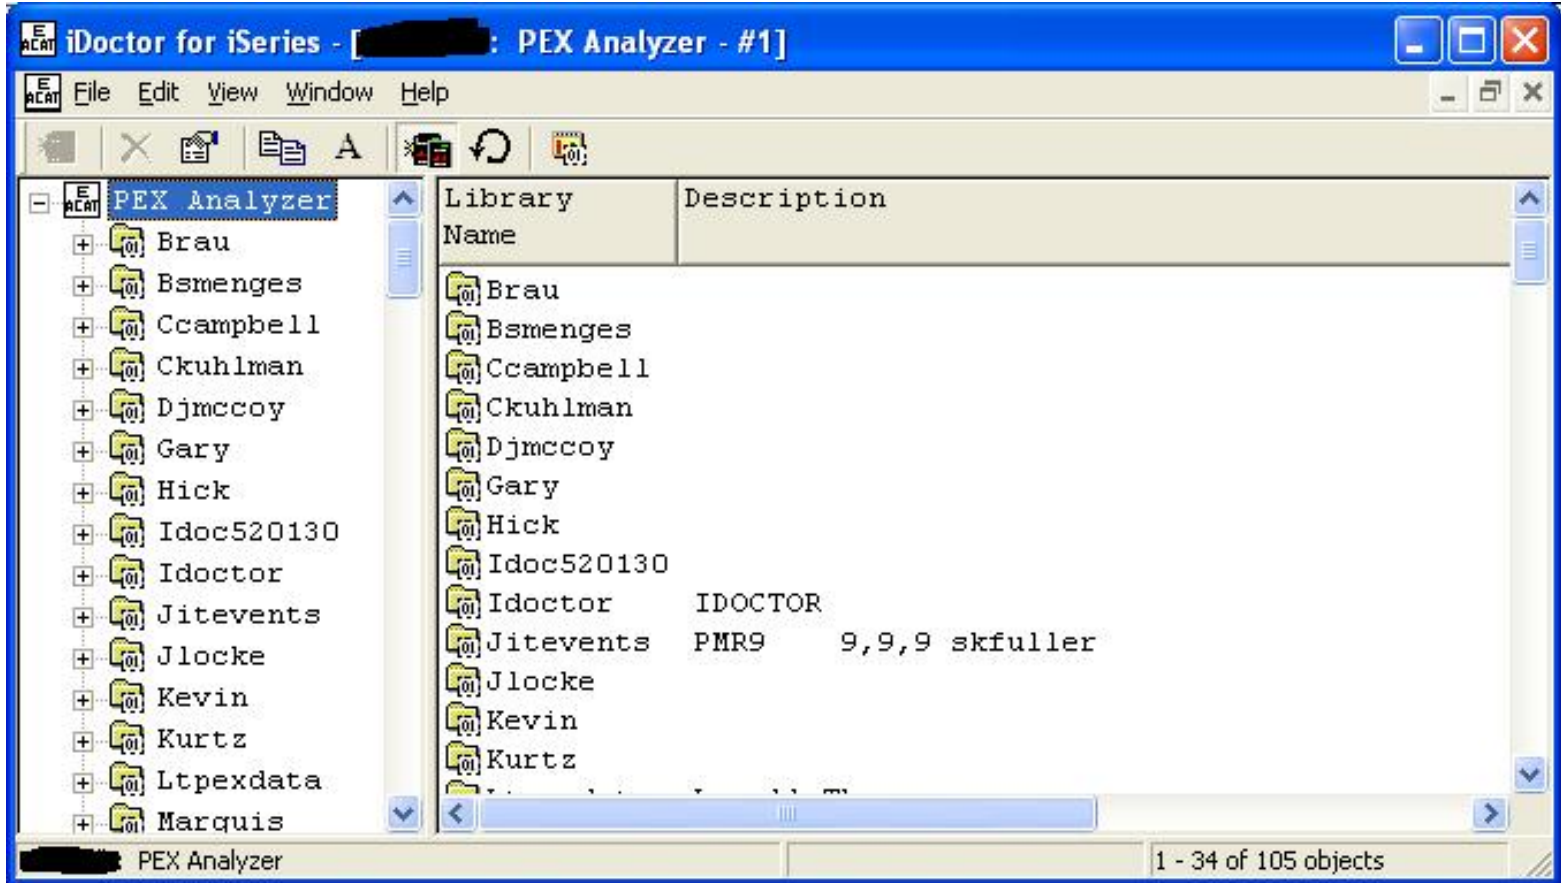 iDoctor for iSeries - [ : PEX Analyzer - #1]
File Edit View Window Help
A
PEX Analyzer
Brau
Bsmenges
Ccampbell
Ckuhlman
Djmccoy
Gary
Hick
Idoc520130
Idoctor
Jitevents
Jlocke
Kevin
Kurtz
Ltpexdata
Marquis
Library Name Description
Brau
Bsmenges
Ccampbell
Ckuhlman
Djmccoy
Gary
Hick
Idoc520130
Idoctor IDOCTOR
Jitevents PMR9 9,9,9 skfuller
Jlocke
Kevin
Kurtz
: PEX Analyzer
1 - 34 of 105 objects